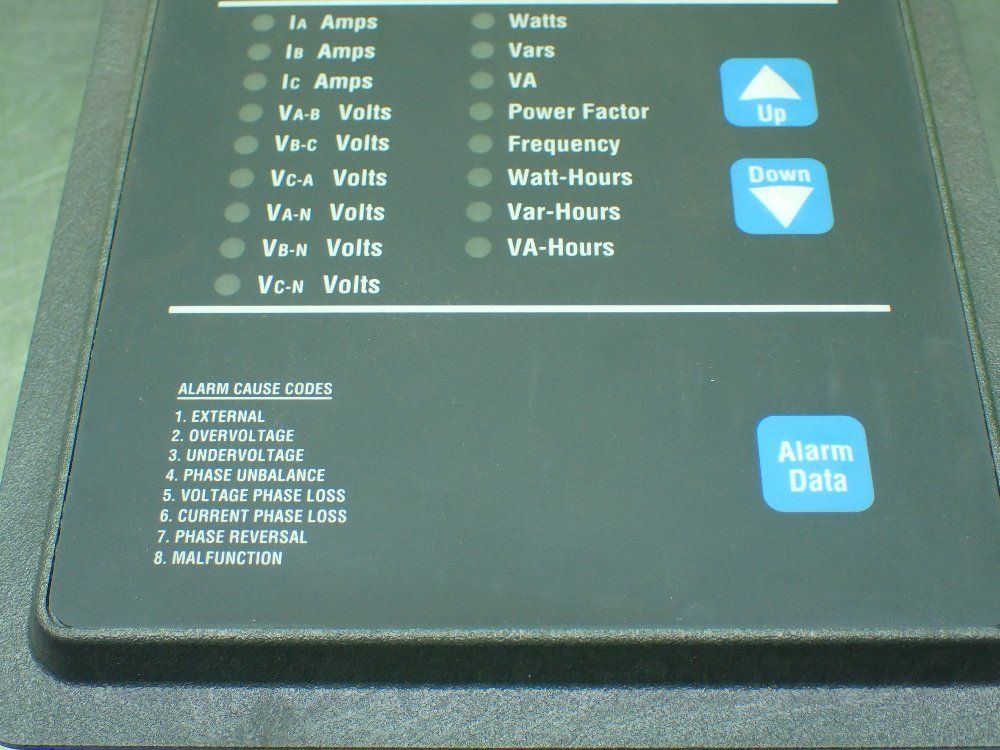 IA Amps
IB Amps
IC Amps
VA-B Volts
VB-C Volts
VC-A Volts
VA-N Volts
VB-N Volts
VC-N Volts
Watts
Vars
VA
Power Factor
Frequency
Watt-Hours
Var-Hours
VA-Hours
Up
Down
ALARM CAUSE CODES
1. EXTERNAL
2. OVERVOLTAGE
3. UNDERVOLTAGE
4. PHASE UNBALANCE
5. VOLTAGE PHASE LOSS
6. CURRENT PHASE LOSS
7. PHASE REVERSAL
8. MALFUNCTION
Alarm
Data